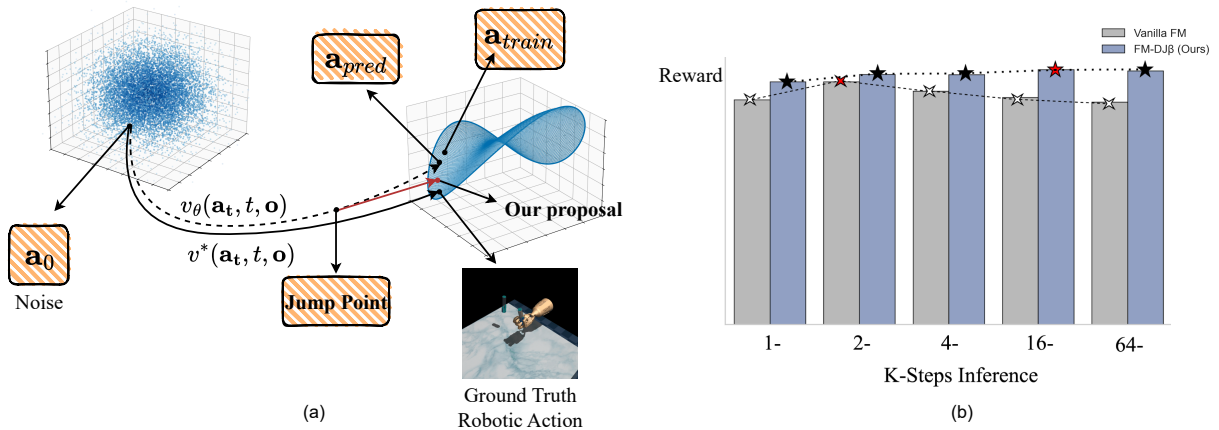 a_pred
a_train
v_θ(a_t, t, o)
v*(a_t, t, o)
Our proposal
a_0
Noise
Jump Point
Ground Truth
Robotic Action
(a)
Vanilla FM
FM-DJβ (Ours)
Reward
1-
2-
4-
16-
64-
K-Steps Inference
(b)